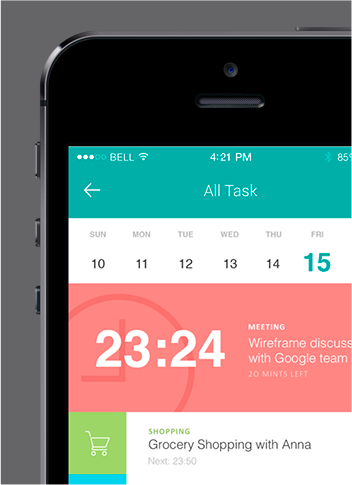 BELL 4:21 PM 85%
All Task
SUN MON TUE WED THU FRI
10 11 12 13 14 15
MEETING
23:24
Wireframe discuss
with Google team
20 MINTS LEFT
SHOPPING
Grocery Shopping with Anna
Next: 23:50